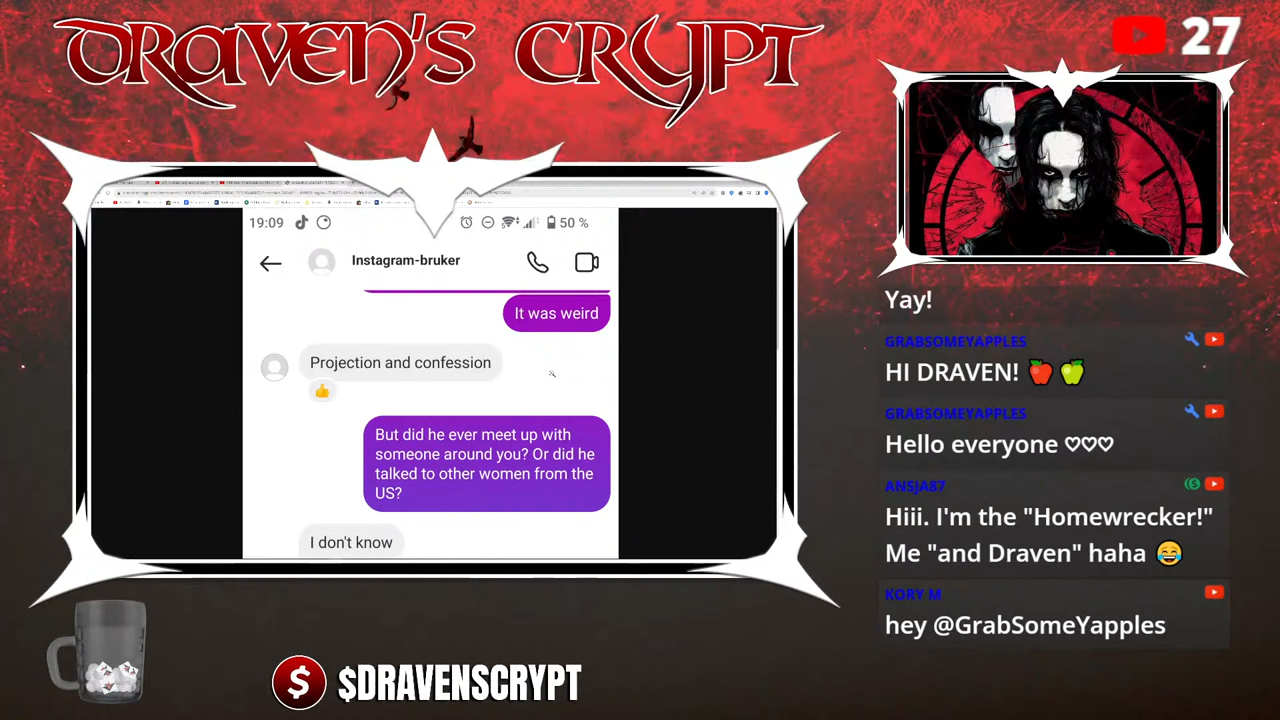 DRAVEN'S CRYPT
27
19:09
50 %
Instagram-bruker
It was weird
Projection and confession
👍
But did he ever meet up with
someone around you? Or did he
talked to other women from the
US?
I don't know
Yay!
GRABSOMEYAPPLES
HI DRAVEN! 🍎 🍏
GRABSOMEYAPPLES
Hello everyone ♡♡♡
ANSJA87
Hiii. I'm the "Homewrecker!"
Me "and Draven" haha 😂
KORY M
hey @GrabSomeYapples
$ $DRAVENSCRYPT